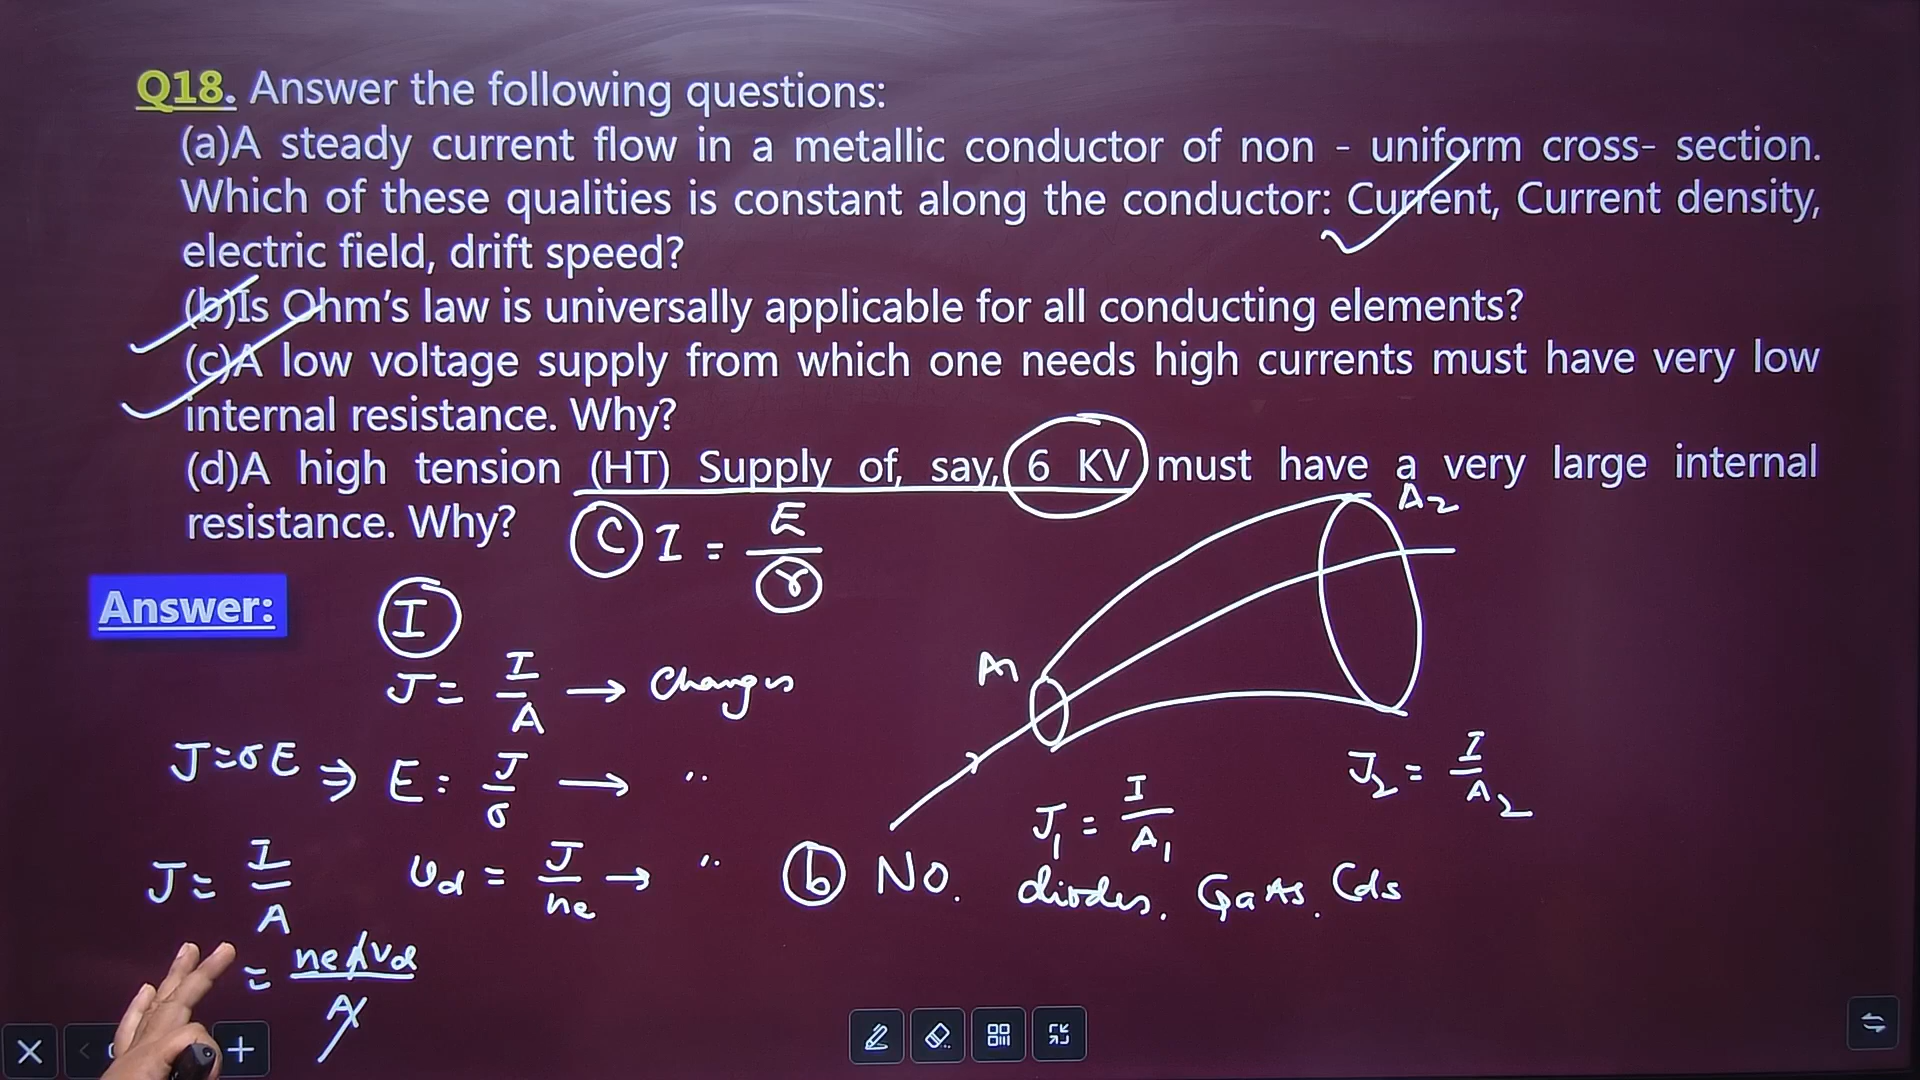 Q18. Answer the following questions:
(a)A steady current flow in a metallic conductor of non - uniform cross- section.
Which of these qualities is constant along the conductor: Current, Current density,
electric field, drift speed?
(b)Is Ohm's law is universally applicable for all conducting elements?
(c)A low voltage supply from which one needs high currents must have very low
internal resistance. Why?
(d)A high tension (HT) Supply of, say, 6 KV must have a very large internal
resistance. Why?
(C) I = E/r
Answer:
I
J = I/A → Changes
J=σE ⇒ E = J/σ → "
J = I/A
= neAvd/A
υd = J/ne → "
A1
A2
J1 = I/A1
J2 = I/A2
(b) NO. diodes. GaAs. Cds